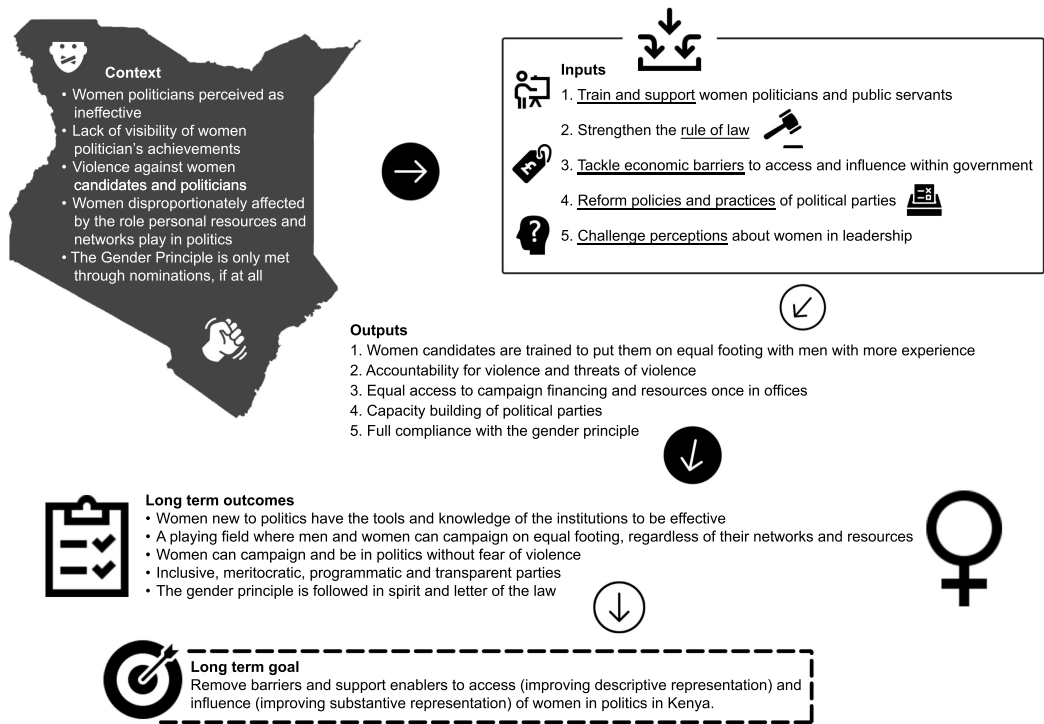 Context
• Women politicians perceived as
ineffective
• Lack of visibility of women
politician's achievements
• Violence against women
candidates and politicians
• Women disproportionately affected
by the role personal resources and
networks play in politics
• The Gender Principle is only met
through nominations, if at all
Inputs
1. Train and support women politicians and public servants
2. Strengthen the rule of law
3. Tackle economic barriers to access and influence within government
4. Reform policies and practices of political parties
5. Challenge perceptions about women in leadership
£
?
Outputs
1. Women candidates are trained to put them on equal footing with men with more experience
2. Accountability for violence and threats of violence
3. Equal access to campaign financing and resources once in offices
4. Capacity building of political parties
5. Full compliance with the gender principle
Long term outcomes
• Women new to politics have the tools and knowledge of the institutions to be effective
• A playing field where men and women can campaign on equal footing, regardless of their networks and resources
• Women can campaign and be in politics without fear of violence
• Inclusive, meritocratic, programmatic and transparent parties
• The gender principle is followed in spirit and letter of the law
Long term goal
Remove barriers and support enablers to access (improving descriptive representation) and
influence (improving substantive representation) of women in politics in Kenya.